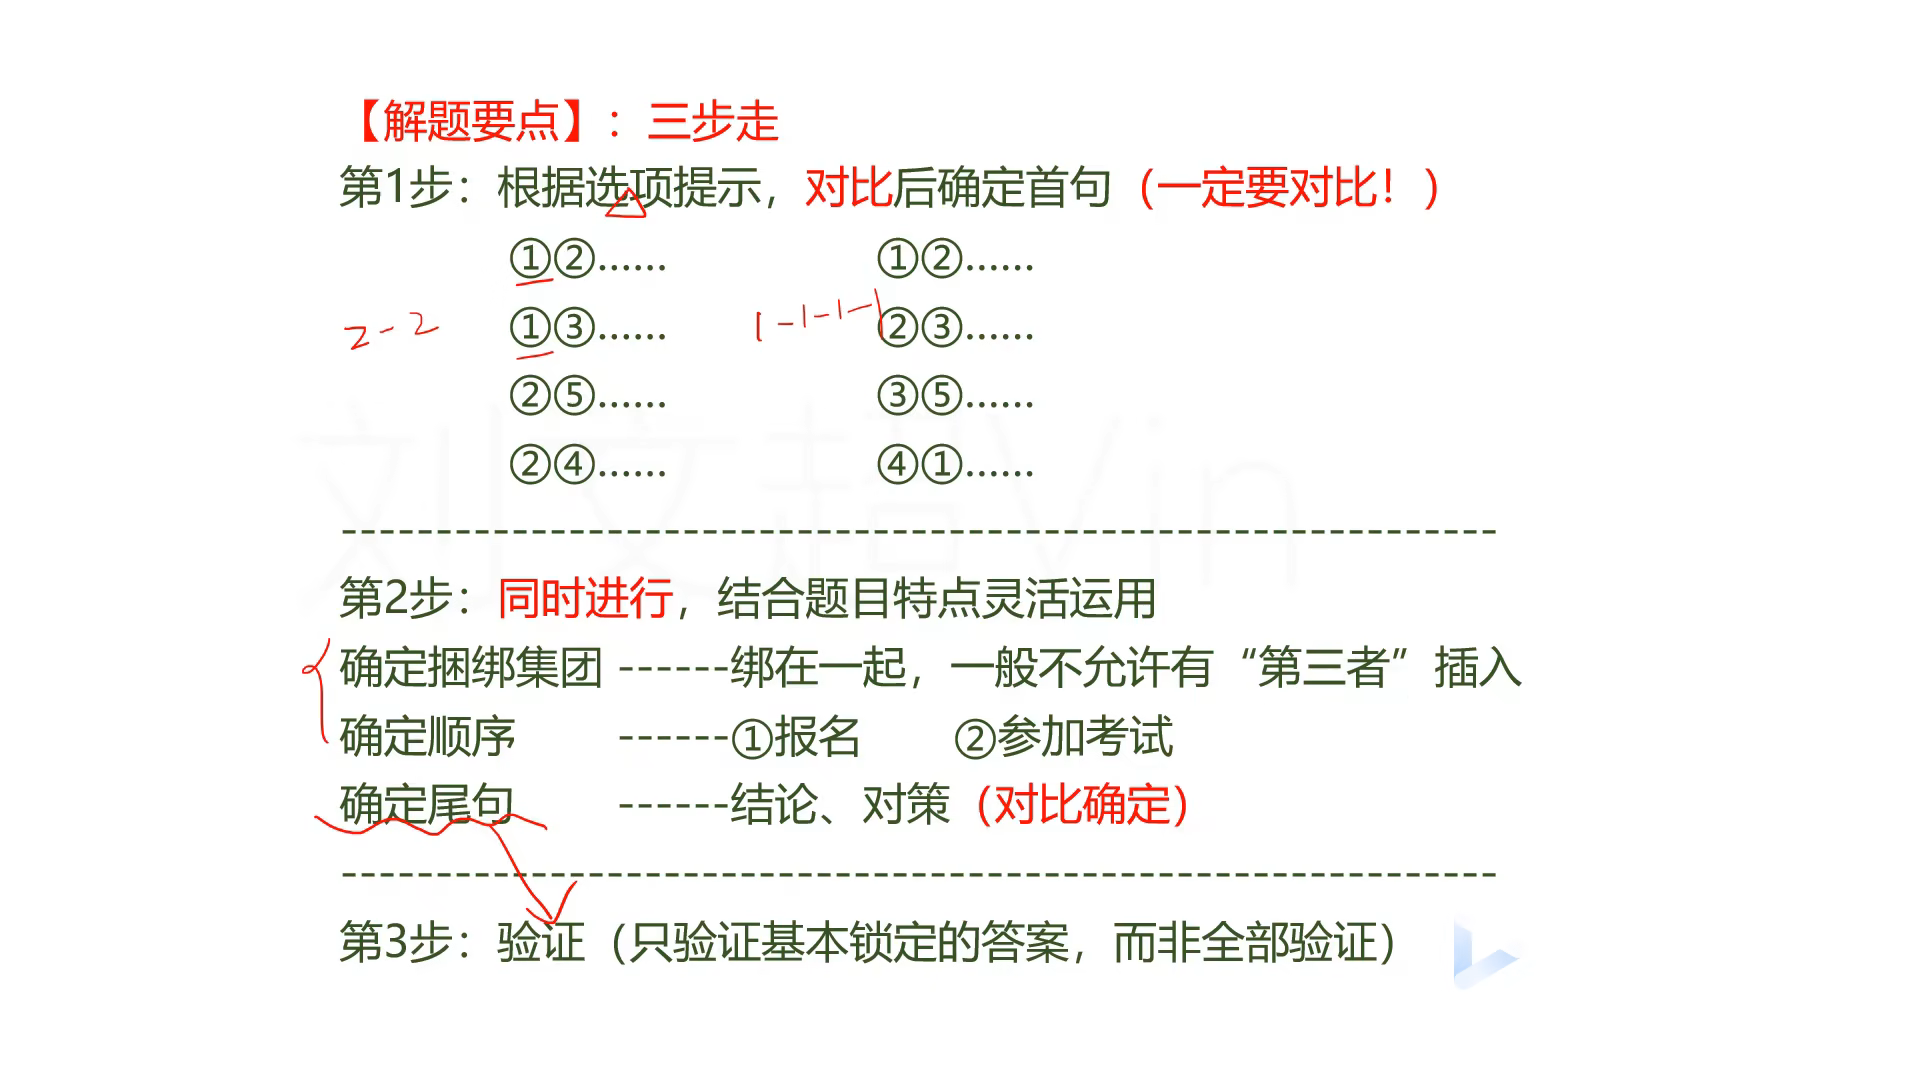 【解题要点】：三步走
第1步：根据选项提示，对比后确定首句（一定要对比！）
①②…… ①②……
2-2 ①③…… 1-1-1-1 ②③……
②⑤…… ③⑤……
②④…… ④①……
第2步：同时进行，结合题目特点灵活运用
确定捆绑集团 ------绑在一起，一般不允许有“第三者”插入
确定顺序 ------①报名 ②参加考试
确定尾句 ------结论、对策（对比确定）
第3步：验证（只验证基本锁定的答案，而非全部验证）
刘文超Vin